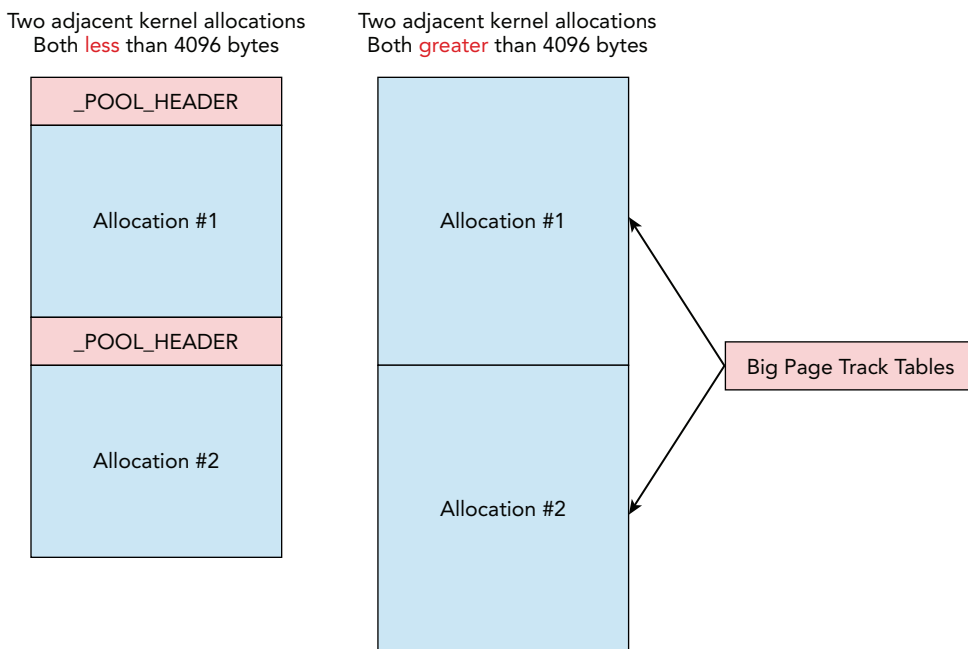 Two adjacent kernel allocations
Both less than 4096 bytes
_POOL_HEADER
Allocation #1
_POOL_HEADER
Allocation #2
Two adjacent kernel allocations
Both greater than 4096 bytes
Allocation #1
Allocation #2
Big Page Track Tables